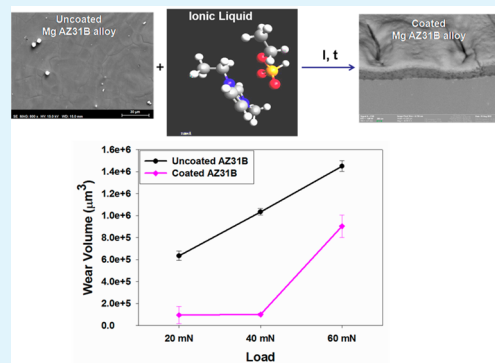 Uncoated
Mg AZ31B alloy
Ionic Liquid
Coated
Mg AZ31B alloy
+
I, t
20 µm
Uncoated AZ31B
Coated AZ31B
Wear Volume (µm³)
1.6e+6
1.4e+6
1.2e+6
1.0e+6
8.0e+5
6.0e+5
4.0e+5
2.0e+5
0.0
20 mN
40 mN
60 mN
Load